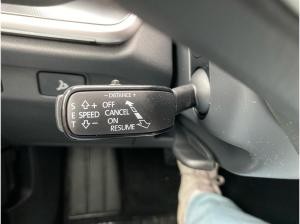 - DISTANCE +
S ⇧+ OFF
E SPEED CANCEL
T ⇩− ON
RESUME